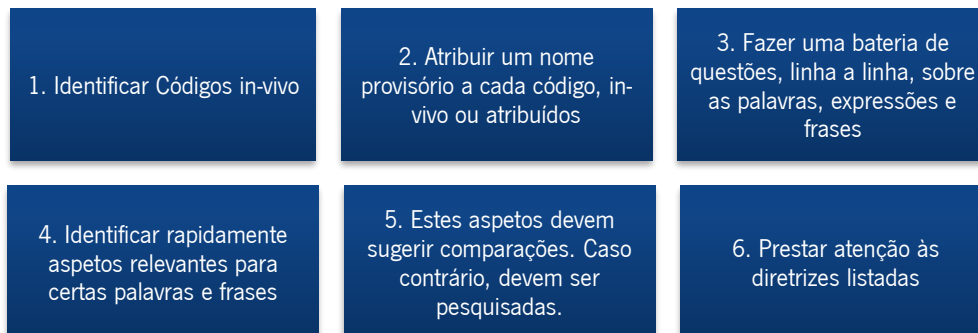 1. Identificar Códigos in-vivo
2. Atribuir um nome
provisório a cada código, in-
vivo ou atribuídos
3. Fazer uma bateria de
questões, linha a linha, sobre
as palavras, expressões e
frases
4. Identificar rapidamente
aspetos relevantes para
certas palavras e frases
5. Estes aspetos devem
sugerir comparações. Caso
contrário, devem ser
pesquisadas.
6. Prestar atenção às
diretrizes listadas